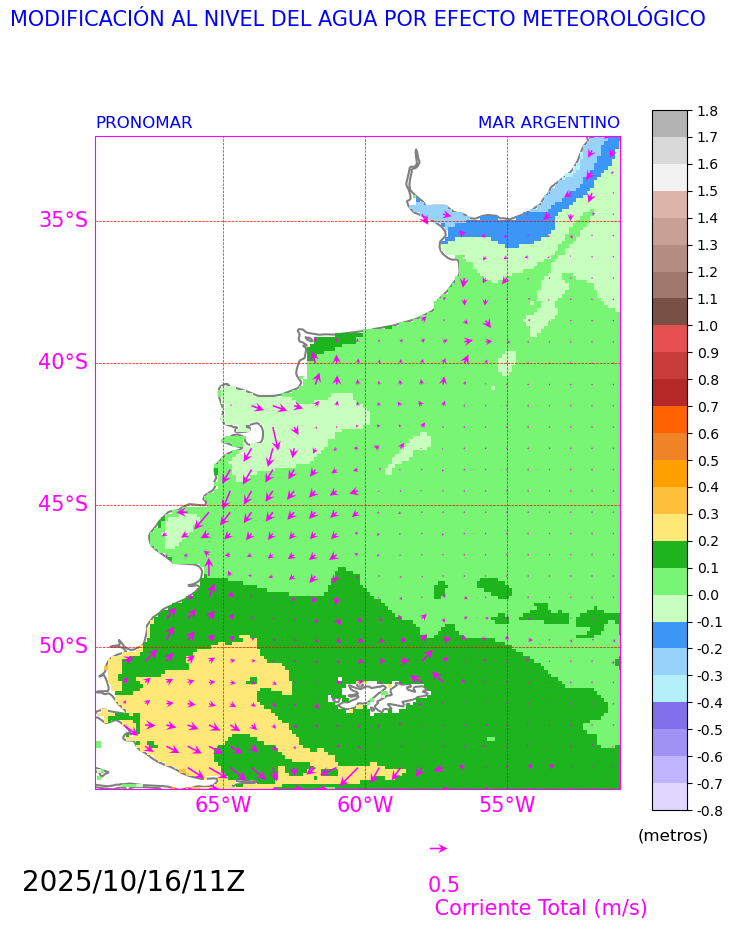 MODIFICACIÓN AL NIVEL DEL AGUA POR EFECTO METEOROLÓGICO
PRONOMAR MAR ARGENTINO
35°S
40°S
45°S
50°S
65°W 60°W 55°W
1.8
1.7
1.6
1.5
1.4
1.3
1.2
1.1
1.0
0.9
0.8
0.7
0.6
0.5
0.4
0.3
0.2
0.1
0.0
-0.1
-0.2
-0.3
-0.4
-0.5
-0.6
-0.7
-0.8
(metros)
2025/10/16/11Z
0.5
Corriente Total (m/s)